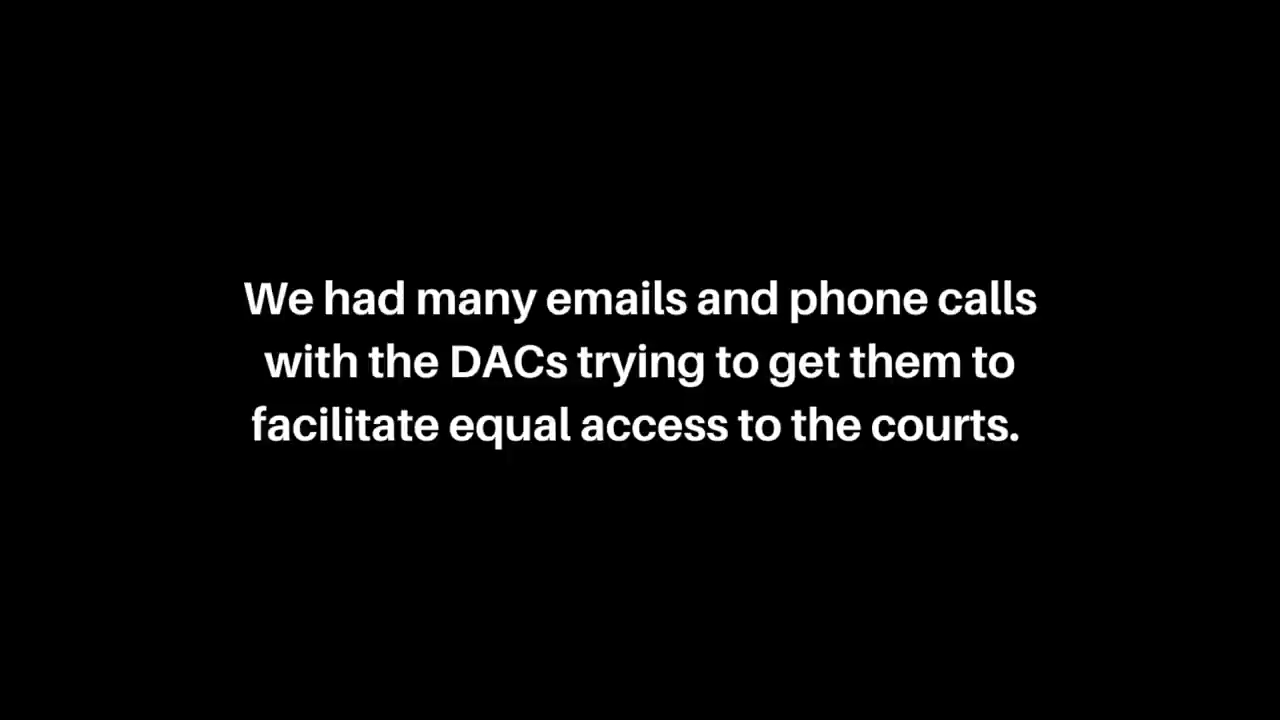 We had many emails and phone calls
with the DACs trying to get them to
facilitate equal access to the courts.